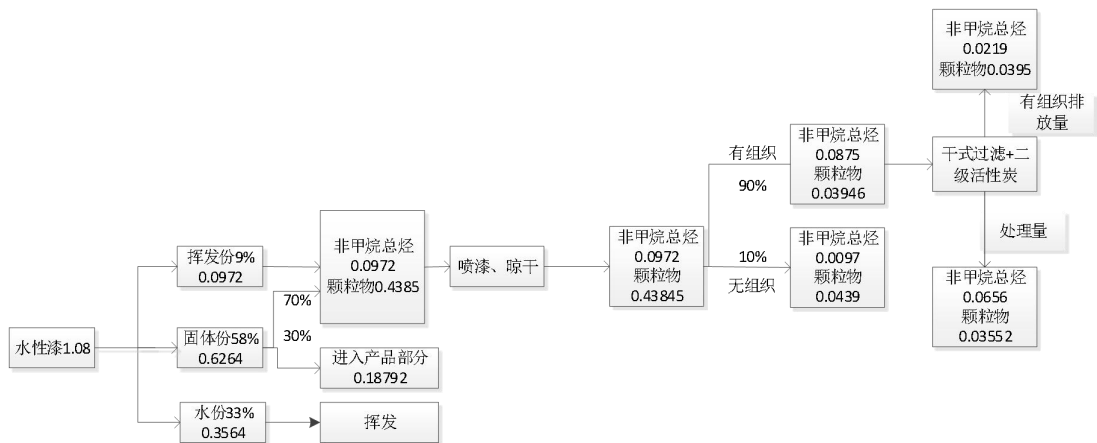 水性漆1.08
挥发份9%
0.0972
固体份58%
0.6264
水份33%
0.3564
70%
30%
非甲烷总烃
0.0972
颗粒物0.4385
进入产品部分
0.18792
挥发
喷漆、晾干
非甲烷总烃
0.0972
颗粒物
0.43845
有组织
90%
10%
无组织
非甲烷总烃
0.0875
颗粒物
0.03946
非甲烷总烃
0.0097
颗粒物
0.0439
干式过滤+二
级活性炭
非甲烷总烃
0.0219
颗粒物0.0395
有组织排
放量
处理量
非甲烷总烃
0.0656
颗粒物
0.03552